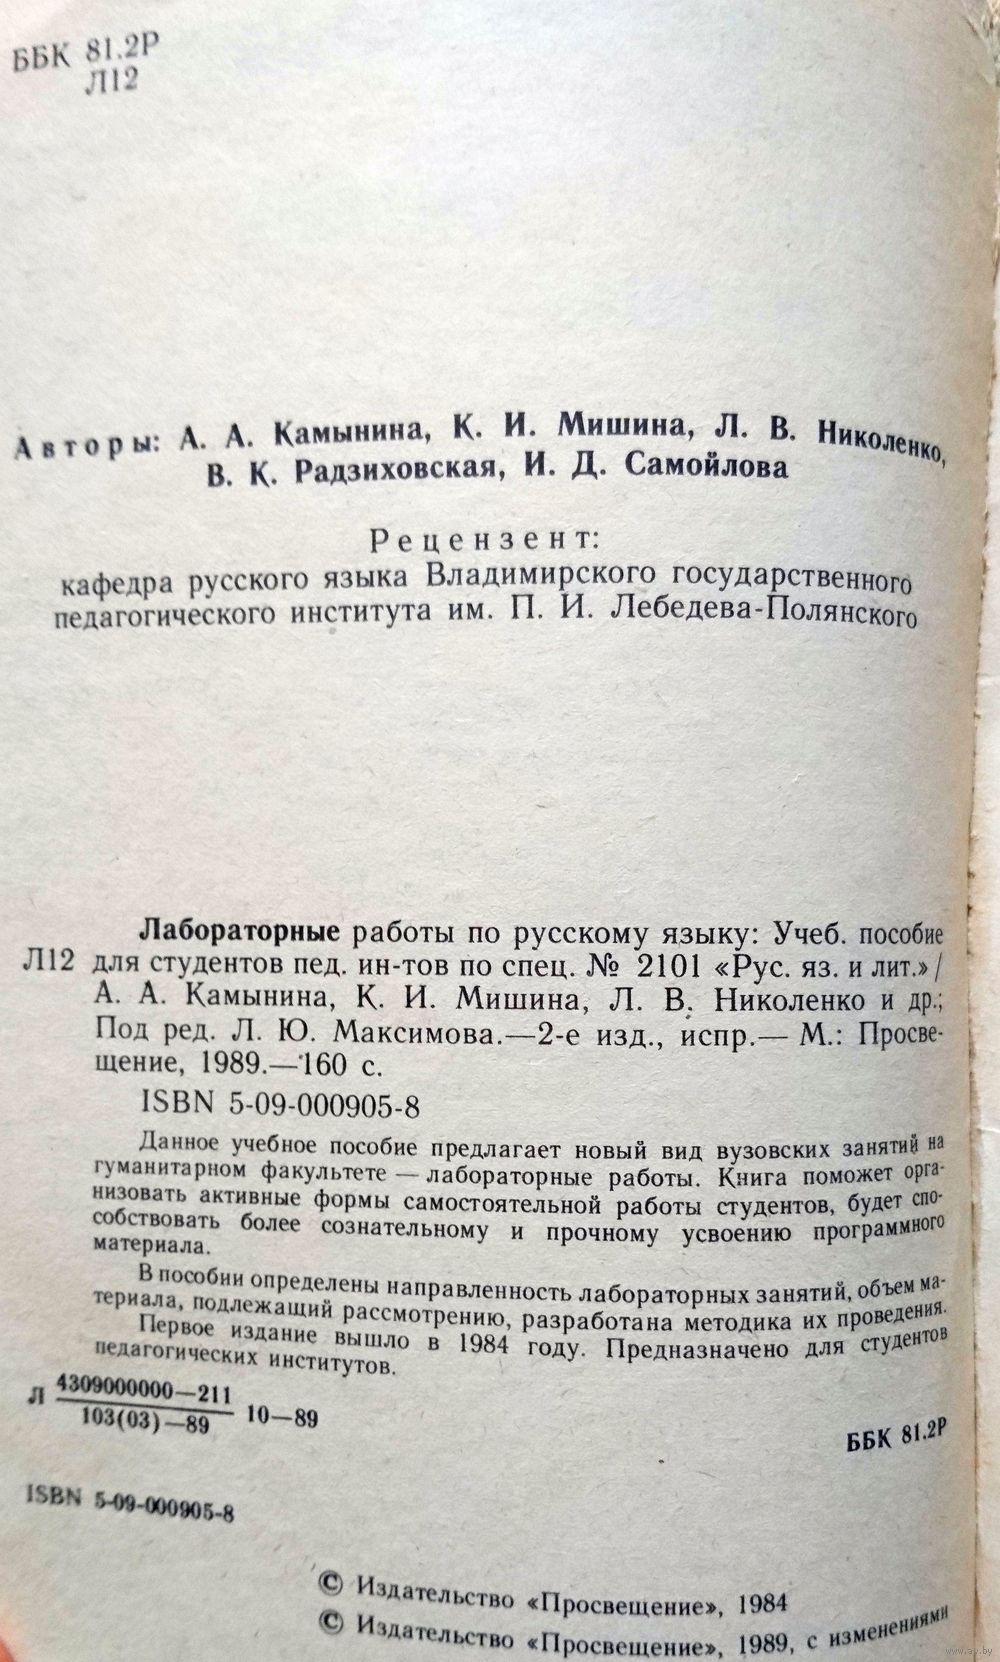 ББК 81.2Р
Л12
Авторы: А. А. Камынина, К. И. Мишина, Л. В. Николенко,
В. К. Радзиховская, И. Д. Самойлова
Рецензент:
кафедра русского языка Владимирского государственного
педагогического института им. П. И. Лебедева-Полянского
Лабораторные работы по русскому языку: Учеб. пособие
Л12 для студентов пед. ин-тов по спец. № 2101 «Рус. яз. и лит.»/
А. А. Камынина, К. И. Мишина, Л. В. Николенко и др.;
Под ред. Л. Ю. Максимова.—2-е изд., испр.— М.: Просве-
щение, 1989.—160 с.
ISBN 5-09-000905-8
Данное учебное пособие предлагает новый вид вузовских занятий на
гуманитарном факультете — лабораторные работы. Книга поможет орга-
низовать активные формы самостоятельной работы студентов, будет спо-
собствовать более сознательному и прочному усвоению программного
материала.
В пособии определены направленность лабораторных занятий, объем ма-
териала, подлежащий рассмотрению, разработана методика их проведения.
Первое издание вышло в 1984 году. Предназначено для студентов
педагогических институтов.
Л 4309000000—211
103(03)—89 10—89
ББК 81.2Р
ISBN 5-09-000905-8
© Издательство «Просвещение», 1984
© Издательство «Просвещение», 1989, с изменениями
www.ay.by